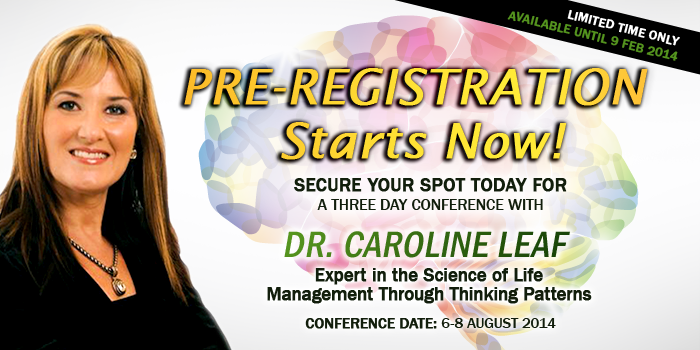 LIMITED TIME ONLY
AVAILABLE UNTIL 9 FEB 2014
PRE-REGISTRATION
Starts Now!
SECURE YOUR SPOT TODAY FOR
A THREE DAY CONFERENCE WITH
DR. CAROLINE LEAF
Expert in the Science of Life
Management Through Thinking Patterns
CONFERENCE DATE: 6-8 AUGUST 2014